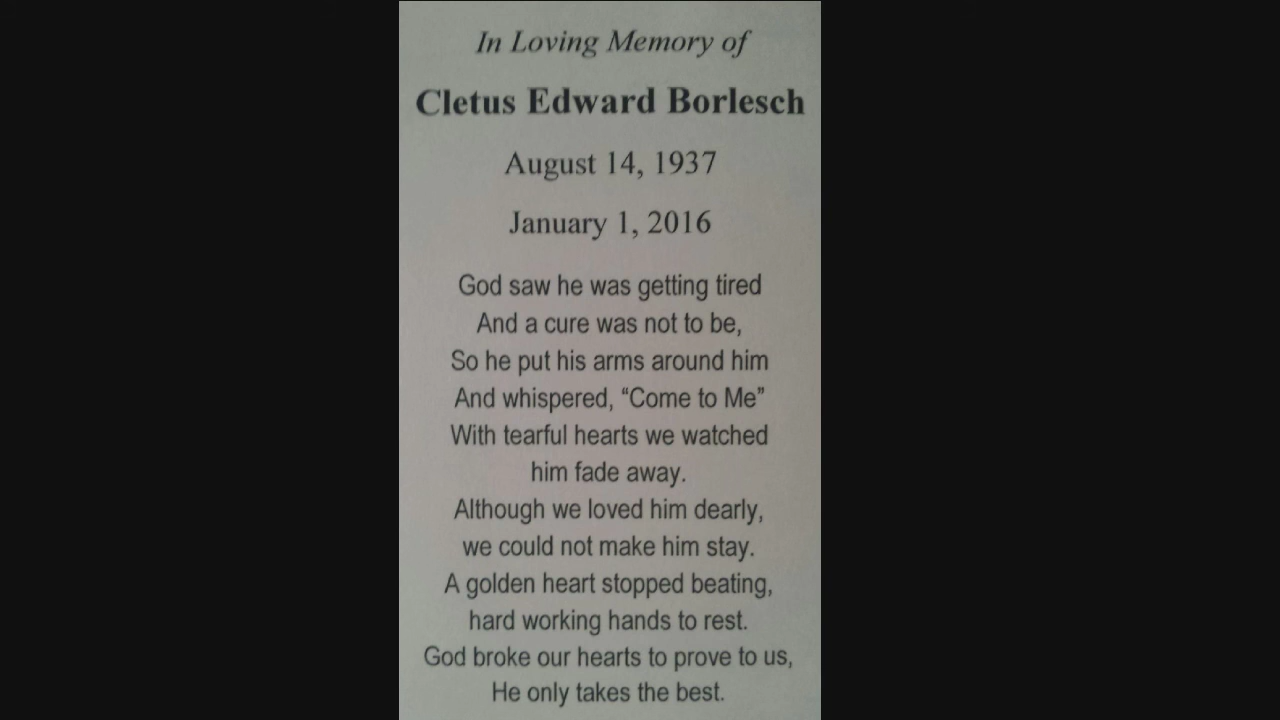 In Loving Memory of
Cletus Edward Borlesch
August 14, 1937
January 1, 2016
God saw he was getting tired
And a cure was not to be,
So he put his arms around him
And whispered, “Come to Me”
With tearful hearts we watched
him fade away.
Although we loved him dearly,
we could not make him stay.
A golden heart stopped beating,
hard working hands to rest.
God broke our hearts to prove to us,
He only takes the best.